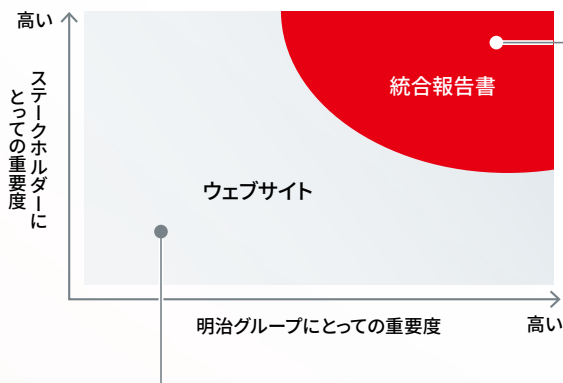 高い
ステークホルダーに
とっての重要度
統合報告書
ウェブサイト
明治グループにとっての重要度
高い